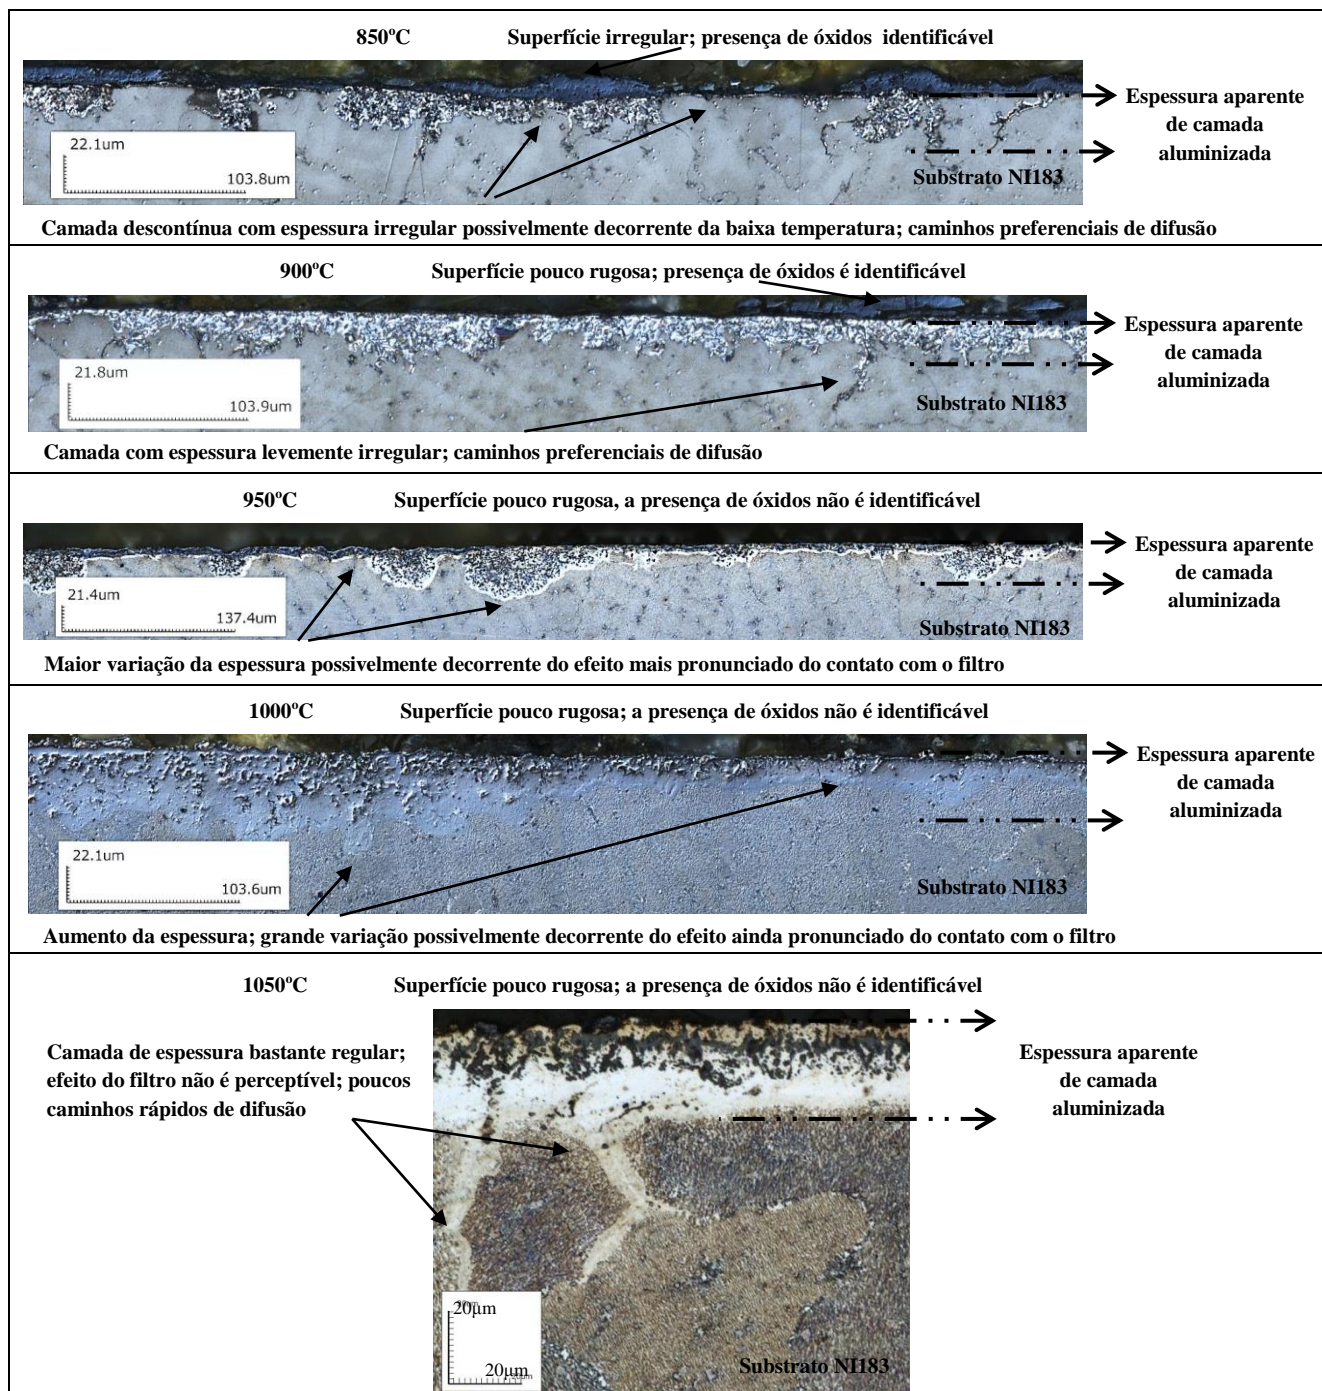 850ºC Superfície irregular; presença de óxidos identificável
Espessura aparente
de camada
aluminizada
22.1um
103.8um
Substrato NI183
Camada descontínua com espessura irregular possivelmente decorrente da baixa temperatura; caminhos preferenciais de difusão
900ºC Superfície pouco rugosa; presença de óxidos é identificável
Espessura aparente
de camada
aluminizada
21.8um
103.9um
Substrato NI183
Camada com espessura levemente irregular; caminhos preferenciais de difusão
950ºC Superfície pouco rugosa, a presença de óxidos não é identificável
Espessura aparente
de camada
aluminizada
21.4um
137.4um
Substrato NI183
Maior variação da espessura possivelmente decorrente do efeito mais pronunciado do contato com o filtro
1000ºC Superfície pouco rugosa; a presença de óxidos não é identificável
Espessura aparente
de camada
aluminizada
22.1um
103.6um
Substrato NI183
Aumento da espessura; grande variação possivelmente decorrente do efeito ainda pronunciado do contato com o filtro
1050ºC Superfície pouco rugosa; a presença de óxidos não é identificável
Camada de espessura bastante regular;
efeito do filtro não é perceptível; poucos
caminhos rápidos de difusão
Espessura aparente
de camada
aluminizada
20µm
20µm
Substrato NI183